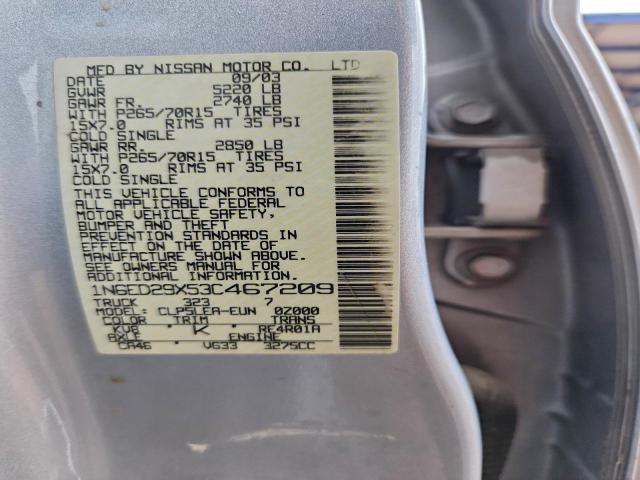 MFD BY NISSAN MOTOR CO. LTD
DATE 09/03
GVWR 5220 LB
GAWR FR. 2740 LB
WITH P265/70R15 TIRES
15X7.0 RIMS AT 35 PSI
COLD SINGLE
GAWR RR. 2850 LB
WITH P265/70R15 TIRES
15X7.0 RIMS AT 35 PSI
COLD SINGLE
THIS VEHICLE CONFORMS TO
ALL APPLICABLE FEDERAL
MOTOR VEHICLE SAFETY,
BUMPER AND THEFT
PREVENTION STANDARDS IN
EFFECT ON THE DATE OF
MANUFACTURE SHOWN ABOVE.
SEE OWNERS MANUAL FOR
ADDITIONAL INFORMATION.
1N6ED29X53C467209
TRUCK 323 7
MODEL: CLP5LEA-EUN 0Z000
COLOR TRIM TRANS
KV8 K RE4R01A
AXLE ENGINE
CA46 VG33 3275CC